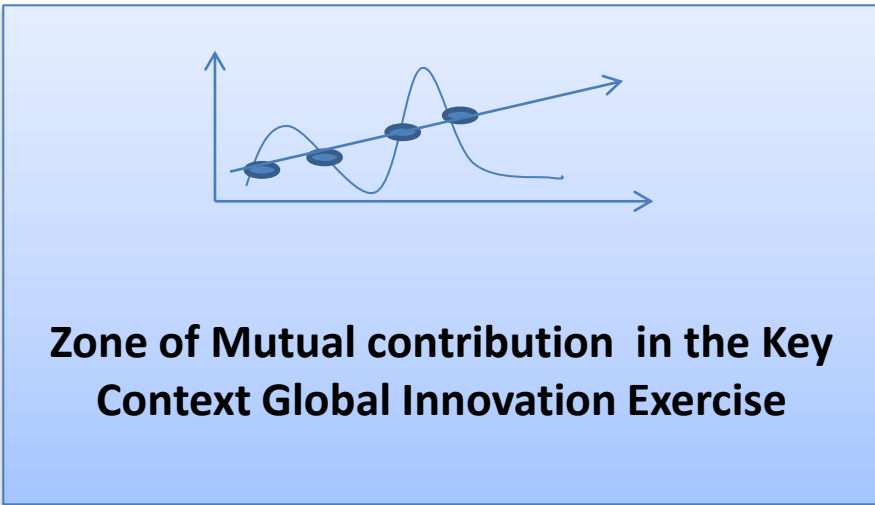 Zone of Mutual contribution  in the Key
Context Global Innovation Exercise